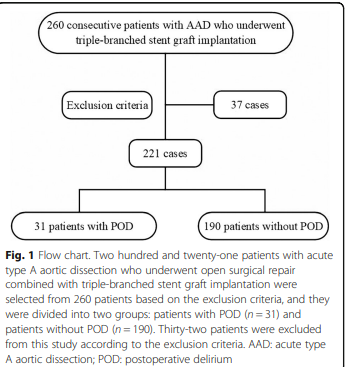 260 consecutive patients with AAD who underwent
triple-branched stent graft implantation
Exclusion criteria
37 cases
221 cases
31 patients with POD
190 patients without POD
Fig. 1 Flow chart. Two hundred and twenty-one patients with acute
type A aortic dissection who underwent open surgical repair
combined with triple-branched stent graft implantation were
selected from 260 patients based on the exclusion criteria, and they
were divided into two groups: patients with POD (n = 31) and
patients without POD (n = 190). Thirty-two patients were excluded
from this study according to the exclusion criteria. AAD: acute type
A aortic dissection; POD: postoperative delirium